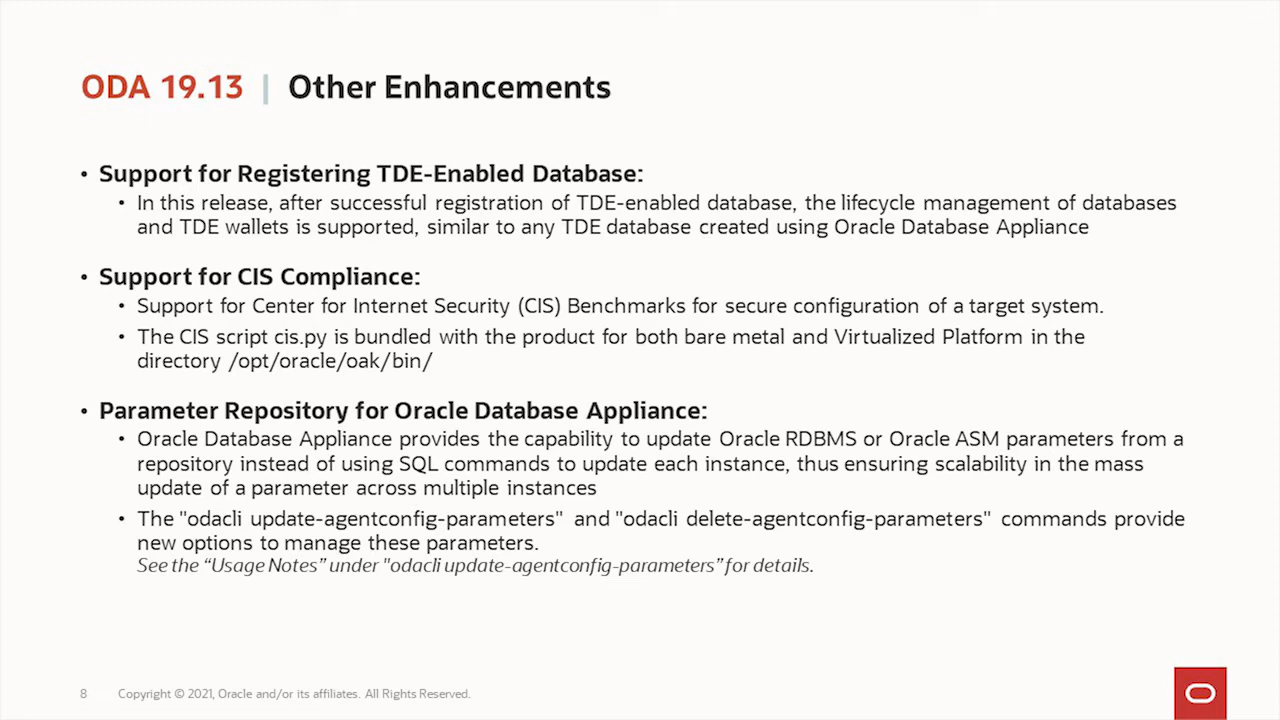 ODA 19.13 | Other Enhancements
• Support for Registering TDE-Enabled Database:
• In this release, after successful registration of TDE-enabled database, the lifecycle management of databases
and TDE wallets is supported, similar to any TDE database created using Oracle Database Appliance
• Support for CIS Compliance:
• Support for Center for Internet Security (CIS) Benchmarks for secure configuration of a target system.
• The CIS script cis.py is bundled with the product for both bare metal and Virtualized Platform in the
directory /opt/oracle/oak/bin/
• Parameter Repository for Oracle Database Appliance:
• Oracle Database Appliance provides the capability to update Oracle RDBMS or Oracle ASM parameters from a
repository instead of using SQL commands to update each instance, thus ensuring scalability in the mass
update of a parameter across multiple instances
• The "odacli update-agentconfig-parameters" and "odacli delete-agentconfig-parameters" commands provide
new options to manage these parameters.
See the “Usage Notes” under "odacli update-agentconfig-parameters” for details.
8 Copyright © 2021, Oracle and/or its affiliates. All Rights Reserved.